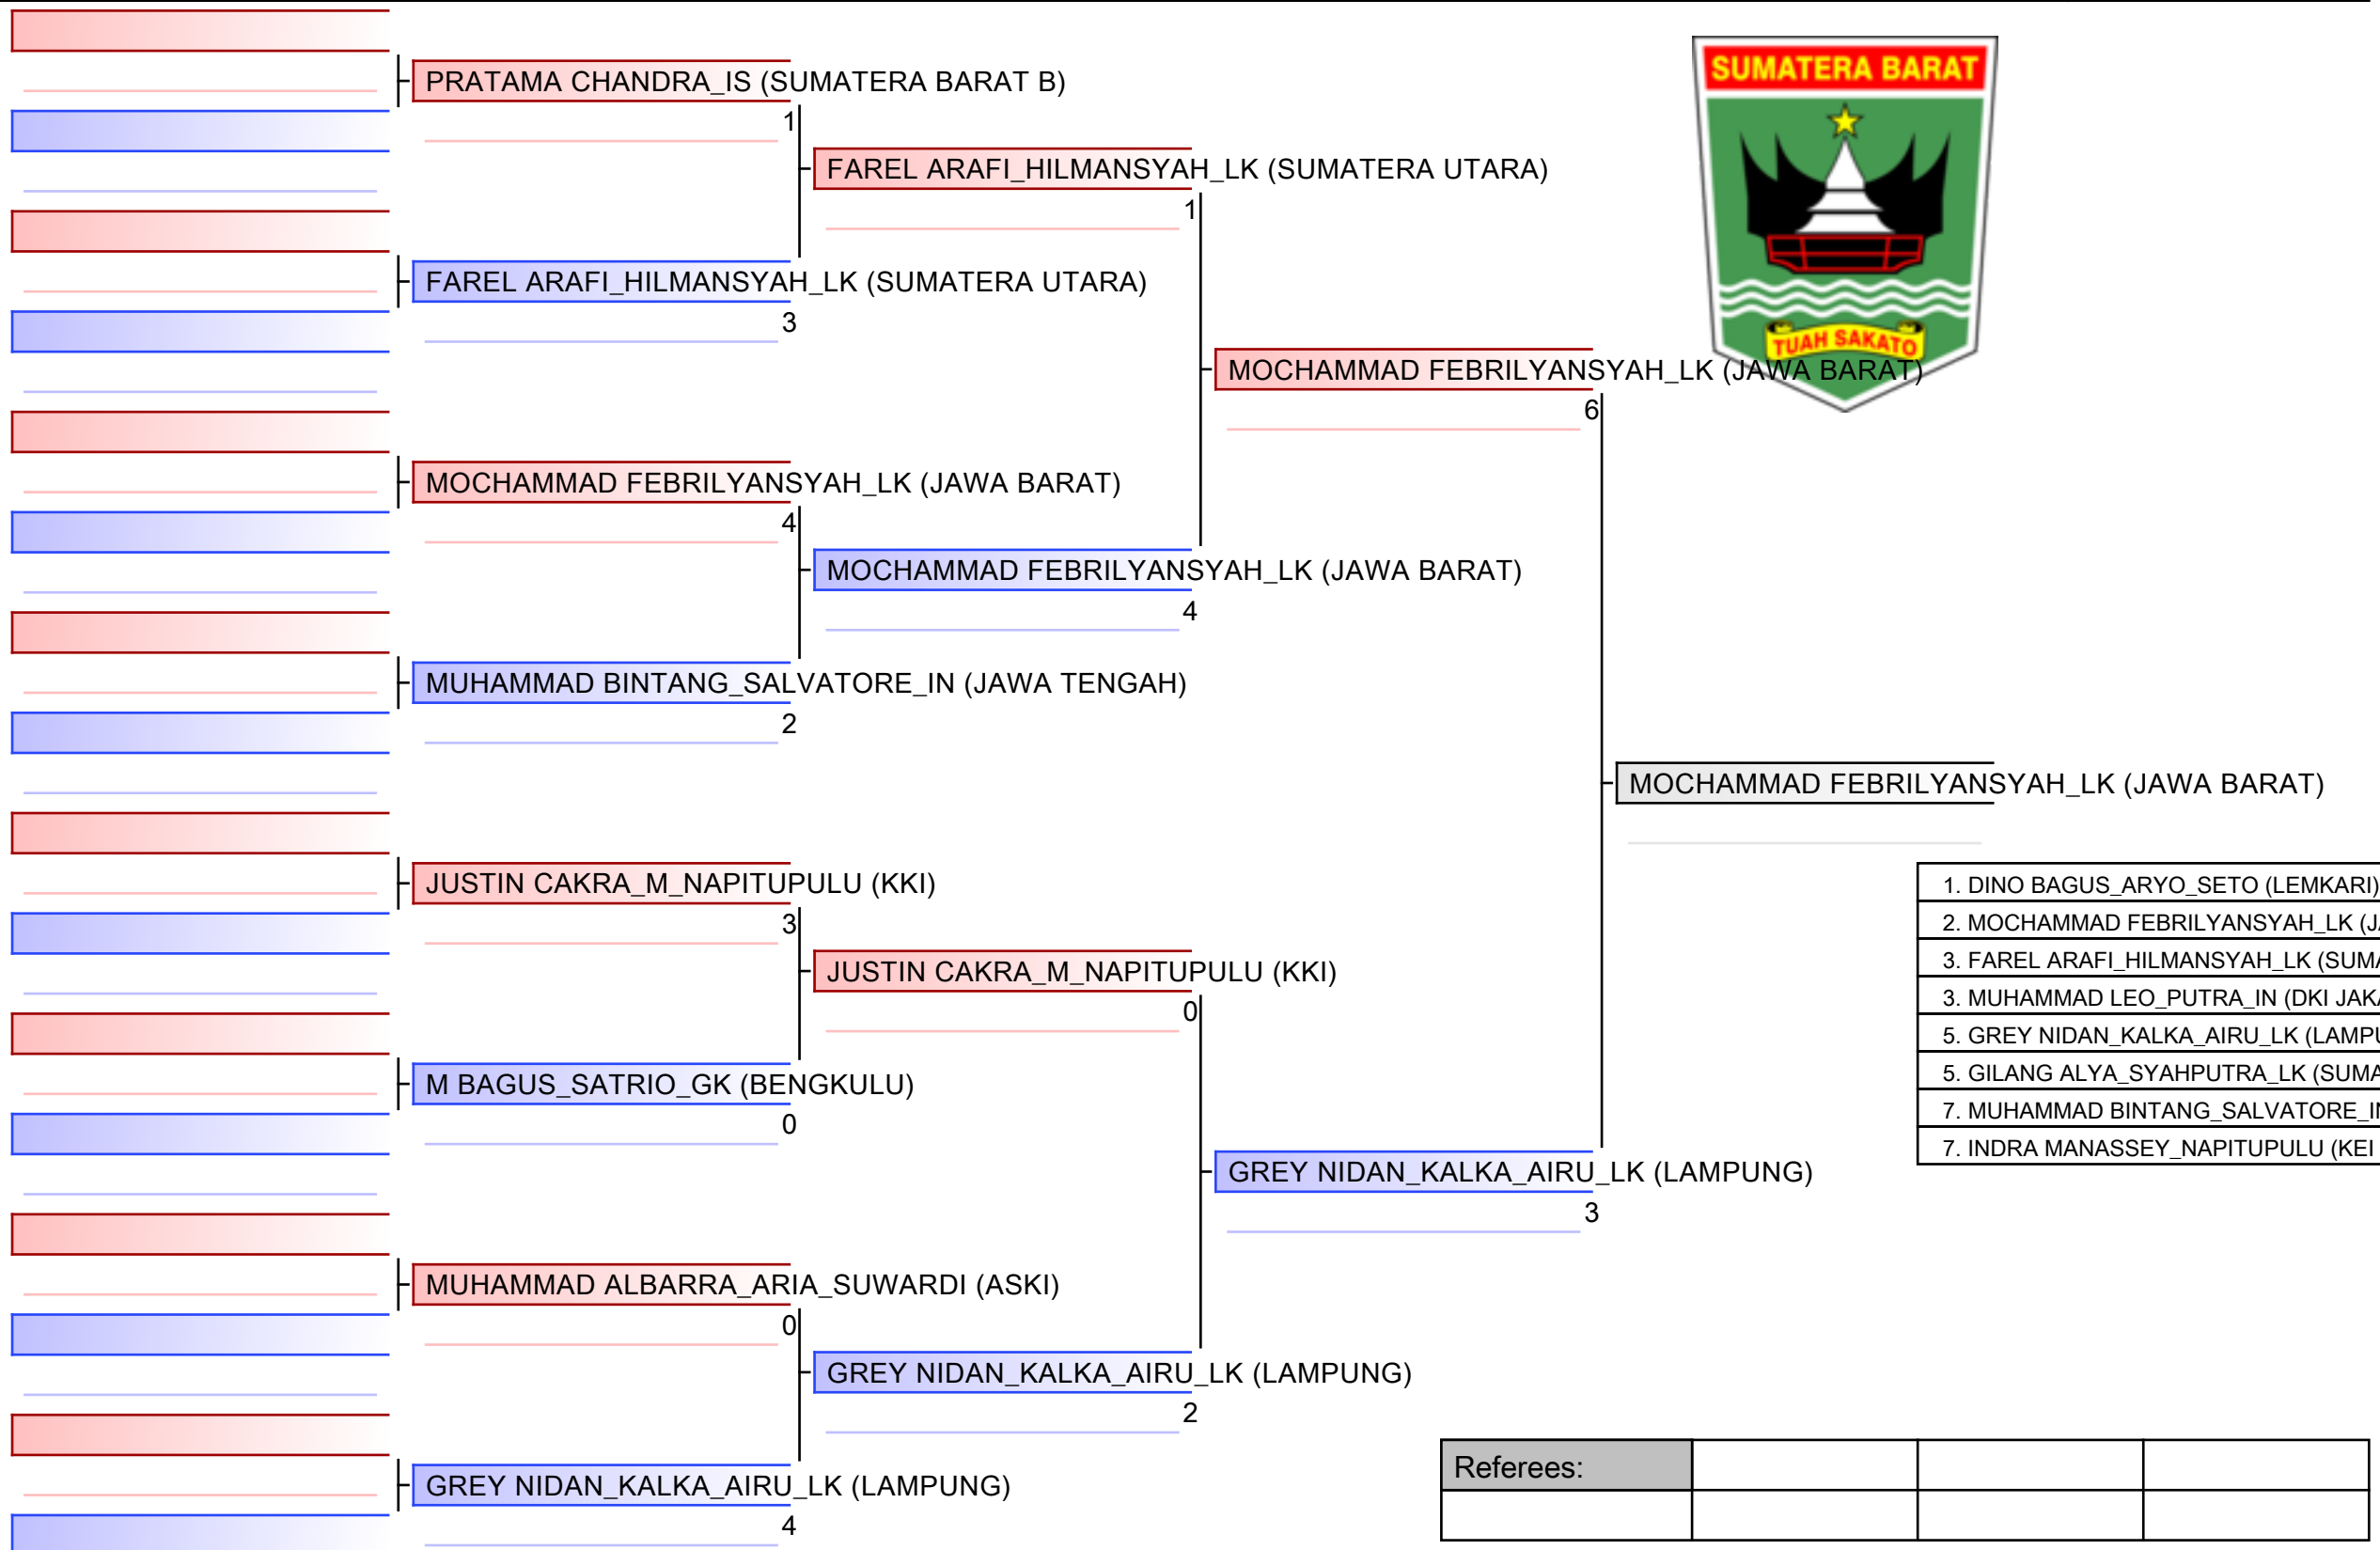 SUMATERA BARAT
TUAH SAKATO
PRATAMA CHANDRA_IS (SUMATERA BARAT B)
1
FAREL ARAFI_HILMANSYAH_LK (SUMATERA UTARA)
1
FAREL ARAFI_HILMANSYAH_LK (SUMATERA UTARA)
3
MOCHAMMAD FEBRILYANSYAH_LK (JAWA BARAT)
6
MOCHAMMAD FEBRILYANSYAH_LK (JAWA BARAT)
4
MOCHAMMAD FEBRILYANSYAH_LK (JAWA BARAT)
4
MUHAMMAD BINTANG_SALVATORE_IN (JAWA TENGAH)
2
MOCHAMMAD FEBRILYANSYAH_LK (JAWA BARAT)
JUSTIN CAKRA_M_NAPITUPULU (KKI)
3
JUSTIN CAKRA_M_NAPITUPULU (KKI)
0
M BAGUS_SATRIO_GK (BENGKULU)
0
GREY NIDAN_KALKA_AIRU_LK (LAMPUNG)
3
MUHAMMAD ALBARRA_ARIA_SUWARDI (ASKI)
0
GREY NIDAN_KALKA_AIRU_LK (LAMPUNG)
2
GREY NIDAN_KALKA_AIRU_LK (LAMPUNG)
4
1. DINO BAGUS_ARYO_SETO (LEMKARI)
2. MOCHAMMAD FEBRILYANSYAH_LK (JA
3. FAREL ARAFI_HILMANSYAH_LK (SUMA
3. MUHAMMAD LEO_PUTRA_IN (DKI JAKA
5. GREY NIDAN_KALKA_AIRU_LK (LAMPU
5. GILANG ALYA_SYAHPUTRA_LK (SUMA
7. MUHAMMAD BINTANG_SALVATORE_IN
7. INDRA MANASSEY_NAPITUPULU (KEI
Referees: